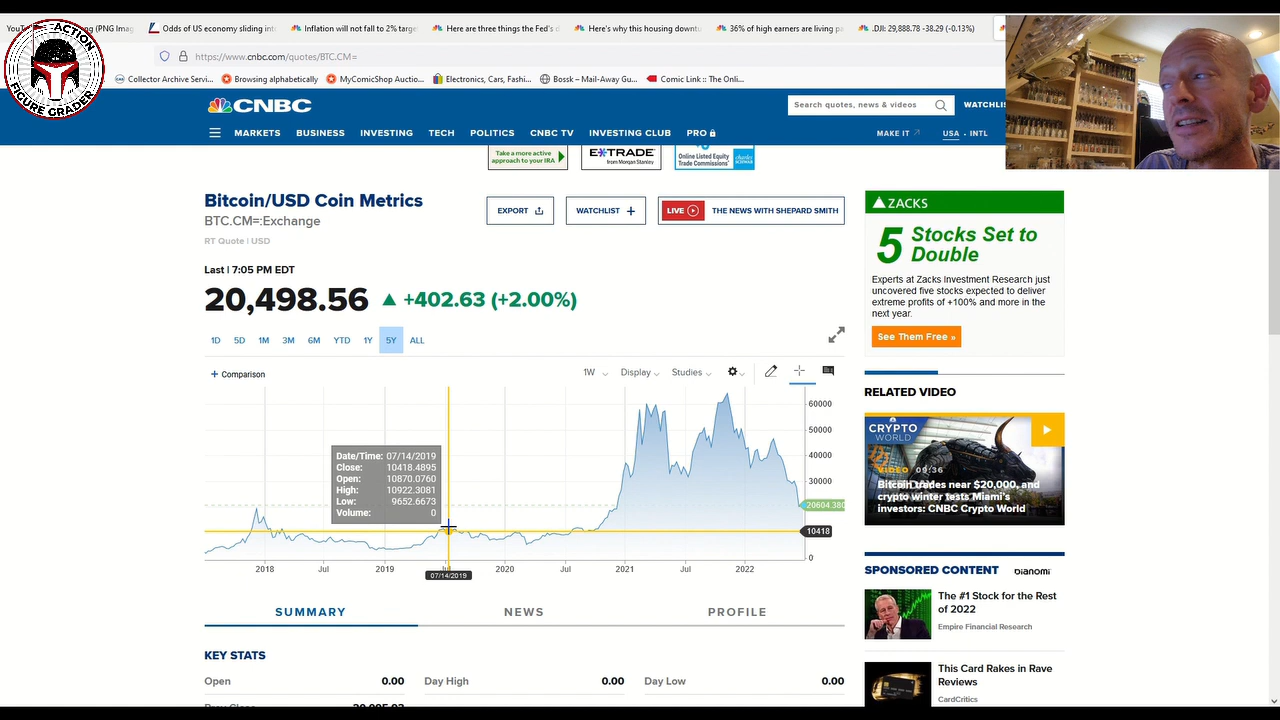 (PNG Imag
Odds of US economy sliding int
Inflation will not fall to 2% targe
Here are three things the Fed's d
Here's why this housing downtu
36% of high earners are living pa
.DJI: 29,888.78 -38.29 (-0.13%)
ACTION
FIGURE GRADER
https://www.cnbc.com/quotes/BTC.CM=
Collector Archive Servi...
Browsing alphabetically
MyComicShop Auctio...
Electronics, Cars, Fashi...
Bossk – Mail-Away Gu...
Comic Link :: The Onli...
CNBC
Search quotes, news & videos
WATCHLIS
MARKETS
BUSINESS
INVESTING
TECH
POLITICS
CNBC TV
INVESTING CLUB
PRO
MAKE IT
USA • INTL
Take a more active
approach to your IRA
E*TRADE
from Morgan Stanley
Online Listed Equity
Trade Commissions
charles
SCHWAB
Bitcoin/USD Coin Metrics
BTC.CM=:Exchange
RT Quote | USD
EXPORT
WATCHLIST +
LIVE
THE NEWS WITH SHEPARD SMITH
Last | 7:05 PM EDT
20,498.56 +402.63 (+2.00%)
1D
5D
1M
3M
6M
YTD
1Y
5Y
ALL
+ Comparison
1W
Display
Studies
60000
50000
40000
30000
20604.380
10418
0
Date/Time: 07/14/2019
Close: 10418.4895
Open: 10870.0760
High: 10922.3081
Low: 9652.6673
Volume: 0
2018
Jul
2019
Jul
2020
Jul
2021
Jul
2022
07/14/2019
SUMMARY
NEWS
PROFILE
KEY STATS
Open 0.00
Day High 0.00
Day Low 0.00
ZACKS
5 Stocks Set to
Double
Experts at Zacks Investment Research just
uncovered five stocks expected to deliver
extreme profits of +100% and more in the
next year.
See Them Free »
RELATED VIDEO
CRYPTO
WORLD
VIDEO 09:36
Bitcoin trades near $20,000, and
crypto winter tests Miami's
investors: CNBC Crypto World
SPONSORED CONTENT
dianomi
The #1 Stock for the Rest
of 2022
Empire Financial Research
This Card Rakes in Rave
Reviews
CardCritics